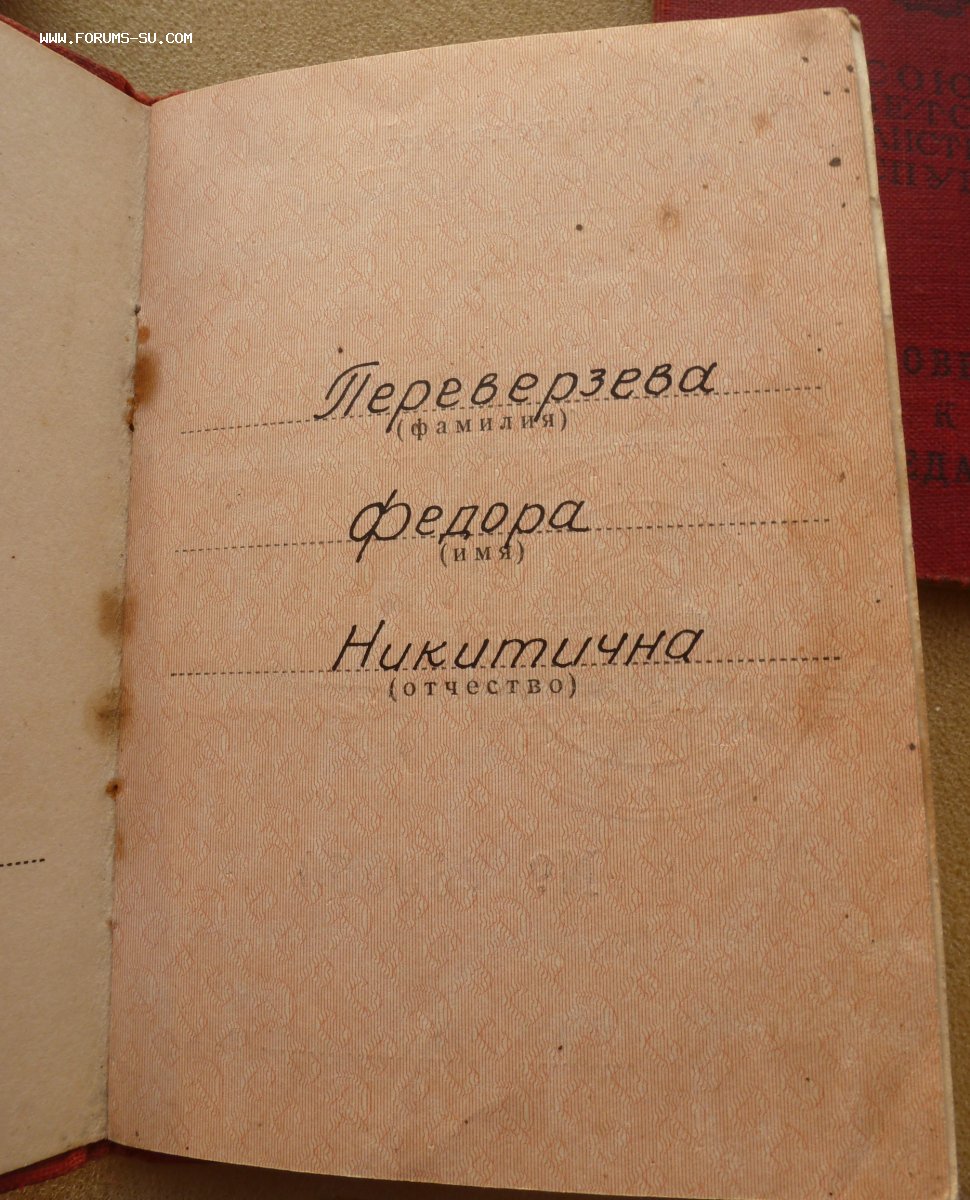 WWW.FORUMS-SU.COM
Переверзева
(фамилия)
Федора
(имя)
Никитична
(отчество)
К